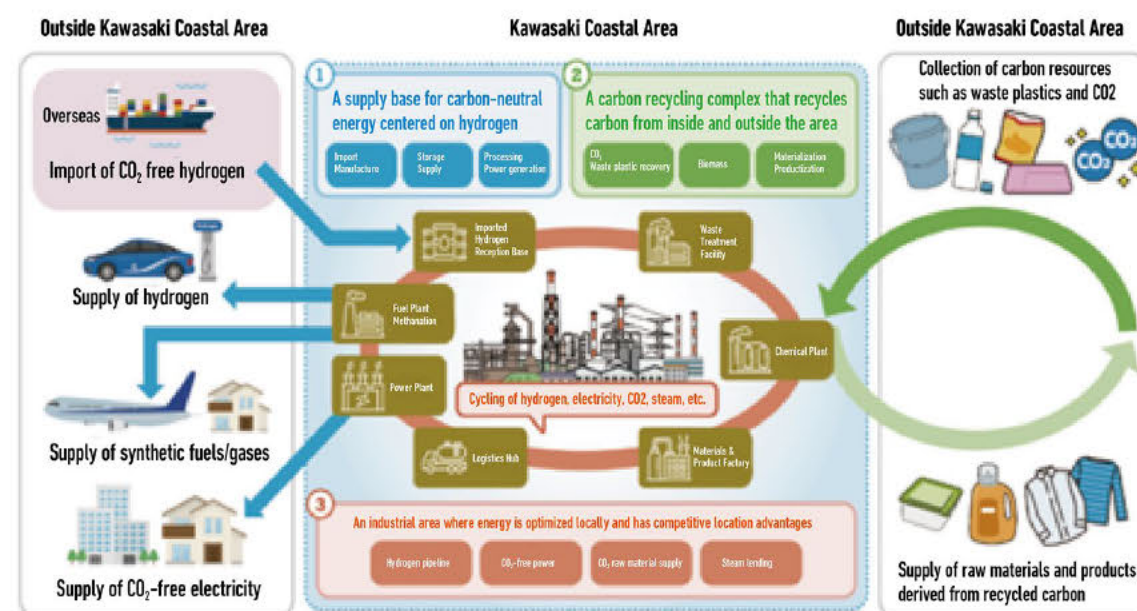 Outside Kawasaki Coastal Area
Overseas
Import of CO₂ free hydrogen
Supply of hydrogen
Supply of synthetic fuels/gases
Supply of CO₂-free electricity
Kawasaki Coastal Area
1
A supply base for carbon-neutral
energy centered on hydrogen
Import
Manufacture
Storage
Supply
Processing
Power generation
2
A carbon recycling complex that recycles
carbon from inside and outside the area
CO₂
Waste plastic recovery
Biomass
Materialization
Productization
Imported
Hydrogen
Reception Base
Waste
Treatment
Facility
Fuel Plant
Methanation
Chemical Plant
Power Plant
Cycling of hydrogen, electricity, CO2, steam, etc.
Logistics Hub
Materials &
Product Factory
3
An industrial area where energy is optimized locally and has competitive location advantages
Hydrogen pipeline
CO₂-free power
CO₂ raw material supply
Steam lending
Outside Kawasaki Coastal Area
Collection of carbon resources
such as waste plastics and CO2
CO₂
CO₂
Supply of raw materials and products
derived from recycled carbon